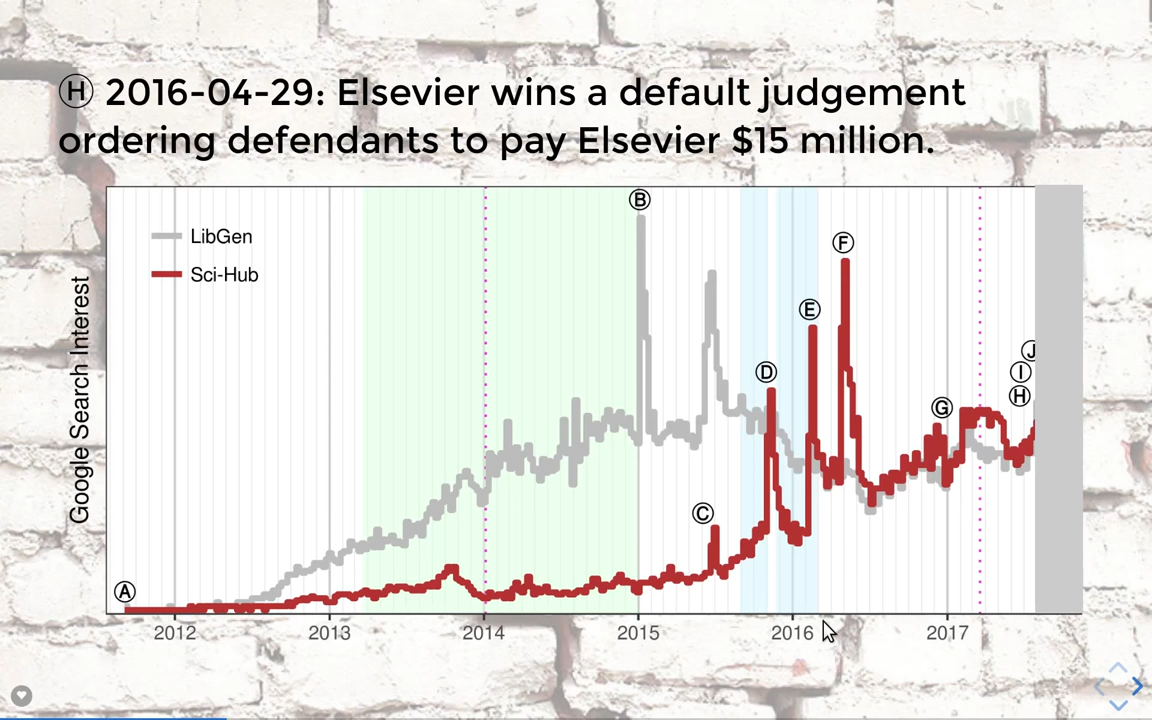 Ⓗ 2016-04-29: Elsevier wins a default judgement
ordering defendants to pay Elsevier $15 million.
LibGen
Sci-Hub
Google Search Interest
Ⓐ
Ⓑ
Ⓒ
Ⓓ
Ⓔ
Ⓕ
Ⓖ
Ⓙ
Ⓘ
Ⓗ
2012 2013 2014 2015 2016 2017